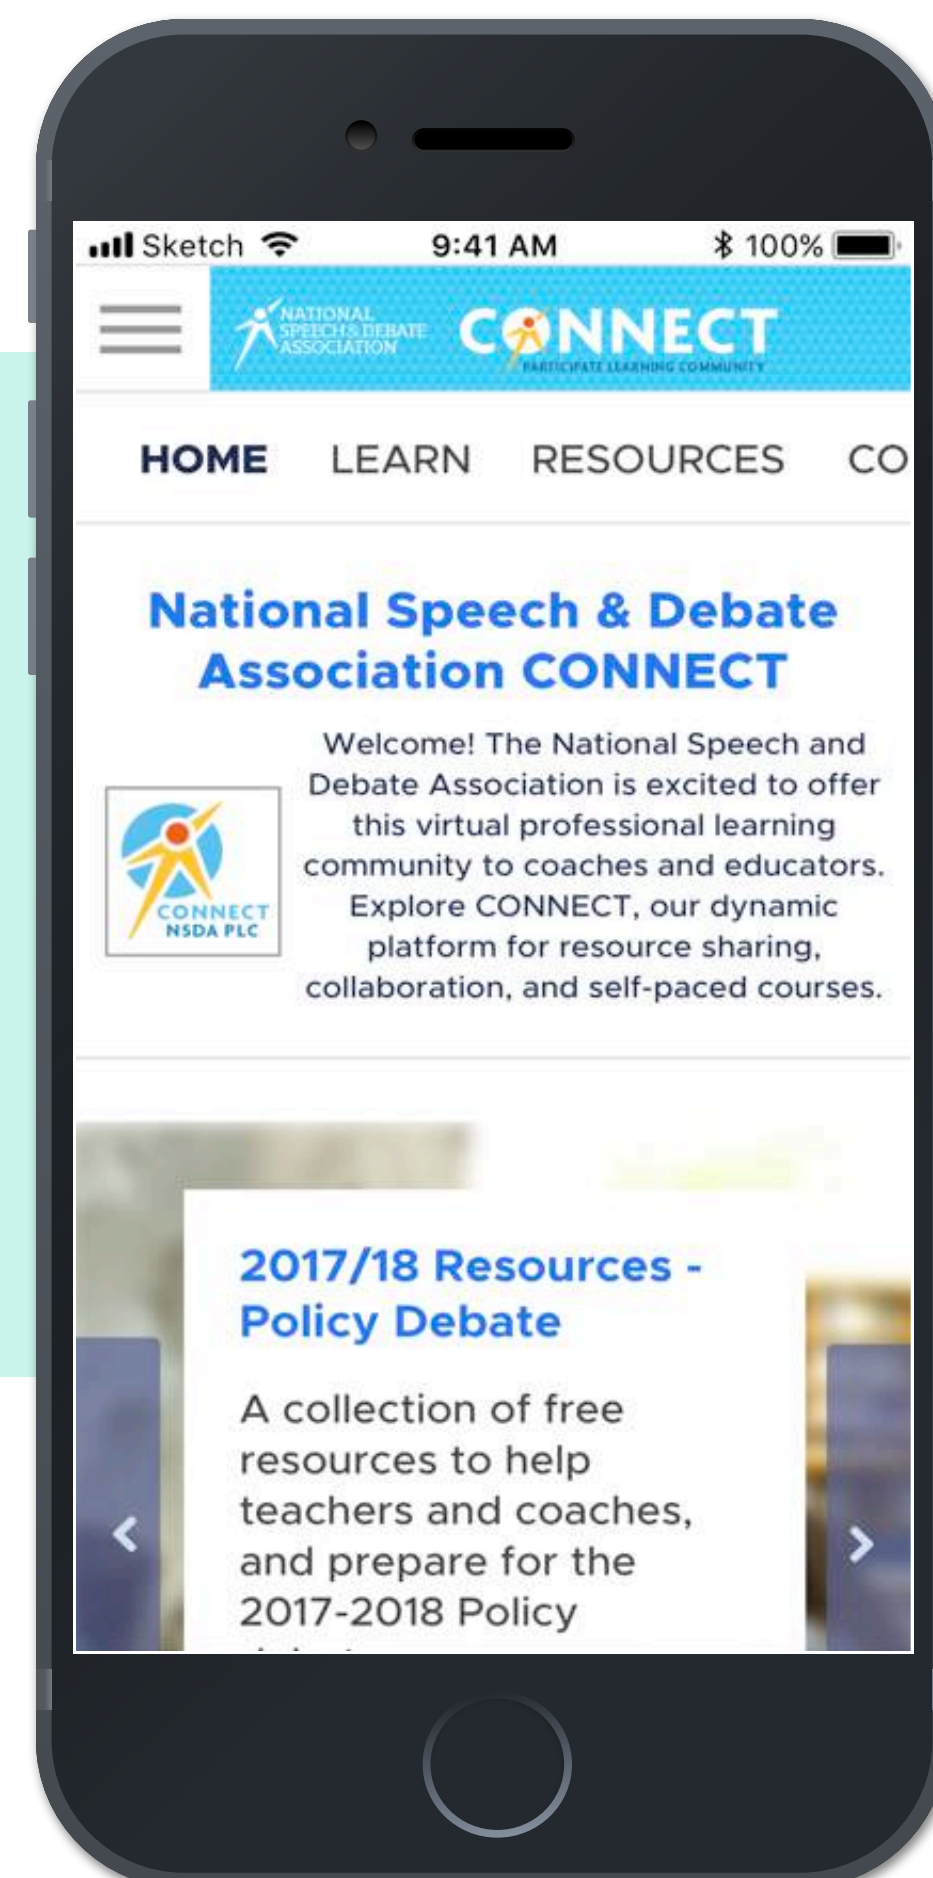 Sketch 9:41 AM 100%
NATIONAL
SPEECH & DEBATE
ASSOCIATION
CONNECT
PARTICIPATE LEARNING COMMUNITY
HOME LEARN RESOURCES CO
National Speech & Debate
Association CONNECT
Welcome! The National Speech and
Debate Association is excited to offer
this virtual professional learning
community to coaches and educators.
Explore CONNECT, our dynamic
platform for resource sharing,
collaboration, and self-paced courses.
CONNECT
NSDA PLC
2017/18 Resources -
Policy Debate
A collection of free
resources to help
teachers and coaches,
and prepare for the
2017-2018 Policy